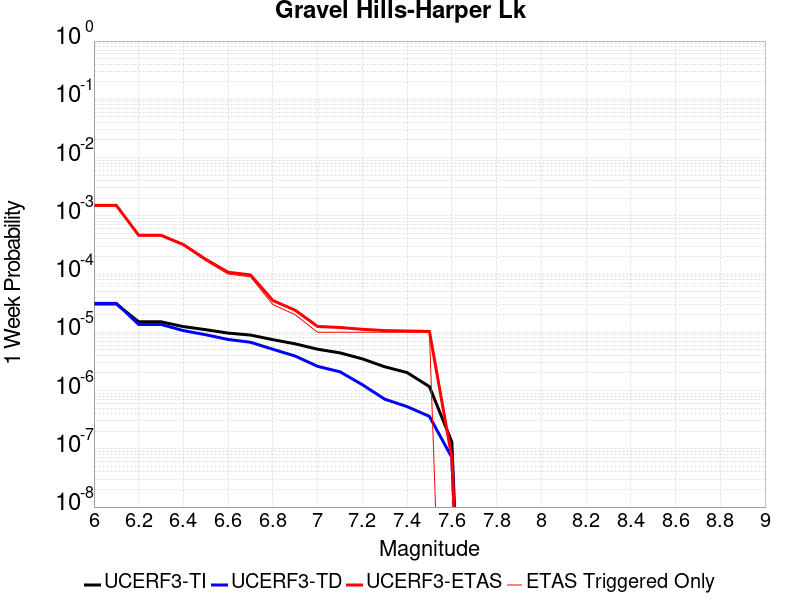 Gravel Hills-Harper Lk
10^0
10^-1
10^-2
10^-3
10^-4
10^-5
10^-6
10^-7
10^-8
1 Week Probability
6 6.2 6.4 6.6 6.8 7 7.2 7.4 7.6 7.8 8 8.2 8.4 8.6 8.8 9
Magnitude
UCERF3-TI UCERF3-TD UCERF3-ETAS ETAS Triggered Only